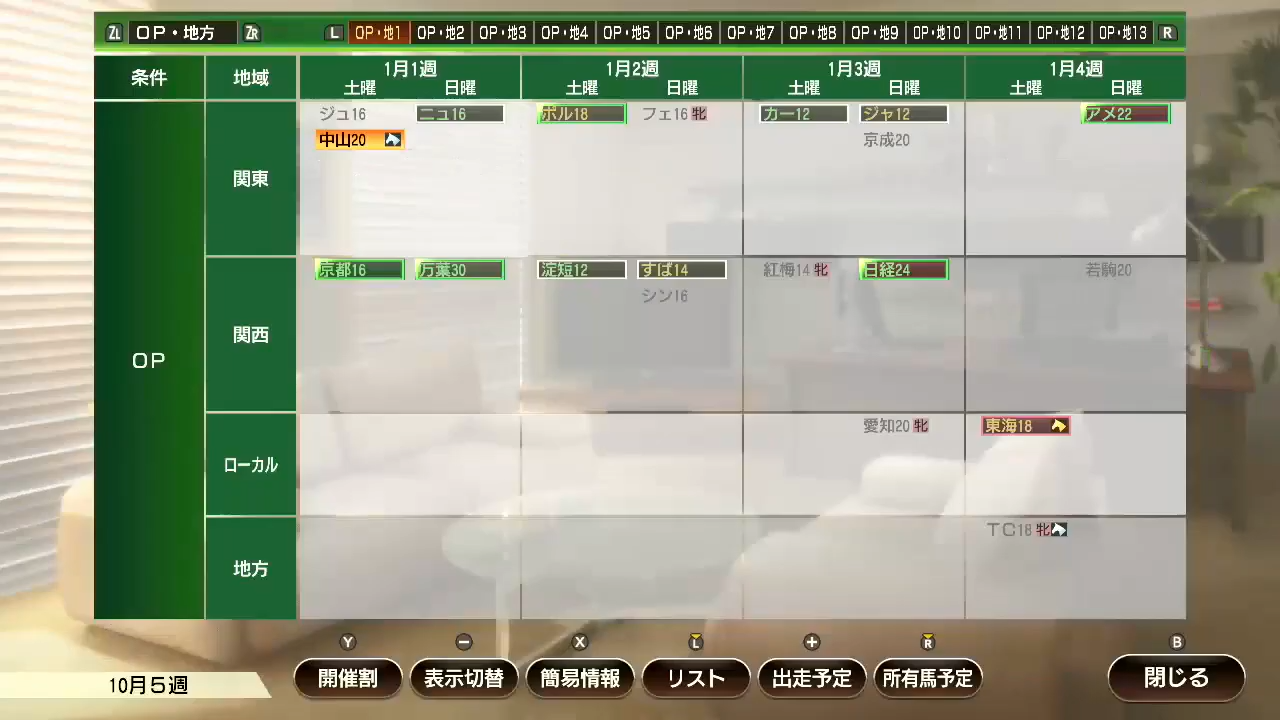 ZL OP・地方 ZR L OP・地1 OP・地2 OP・地3 OP・地4 OP・地5 OP・地6 OP・地7 OP・地8 OP・地9 OP・地10 OP・地11 OP・地12 OP・地13 R
条件 地域 1月1週 1月2週 1月3週 1月4週
土曜 日曜 土曜 日曜 土曜 日曜 土曜 日曜
OP
関東
ジュ16 ニュ16 ポル18 フェ16 牝 カー12 ジャ12 アメ22
中山20 京成20
関西
京都16 万葉30 淀短12 すば14 紅梅14 牝 日経24 若駒20
シン16
ローカル
愛知20 牝 東海18
地方
TC18 牝
Y - X L + R B
開催割 表示切替 簡易情報 リスト 出走予定 所有馬予定 閉じる
10月5週